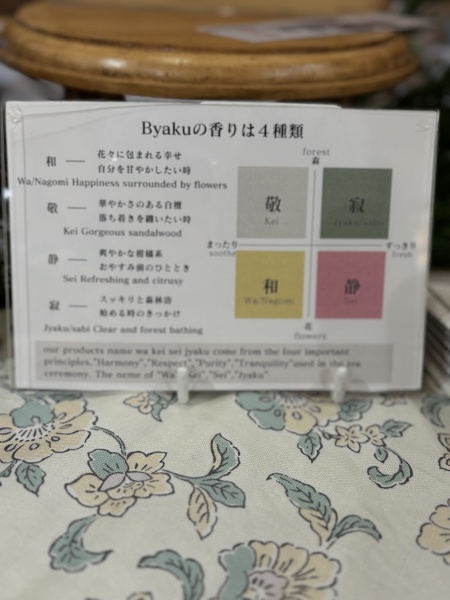 Byakuの香りは４種類
和 ── 花々に包まれる幸せ
自分を甘やかしたい時
Wa/Nagomi Happiness surrounded by flowers
敬 ── 華やかさのある白檀
落ち着きを纏いたい時
Kei Gorgeous sandalwood
静 ── 爽やかな柑橘系
おやすみ前のひととき
Sei Refreshing and citrusy
寂 ── スッキリと森林浴
始める時のきっかけ
Jyaku/sabi Clear and forest bathing
forest
森
敬
Kei
寂
Jyaku/sabi
まったり
soothe
すっきり
fresh
和
Wa/Nagomi
静
Sei
花
flowers
our products name wa kei sei jyaku come from the four important
principles,"Harmony","Respect","Purity","Tranquility"used in the tea
ceremony. The neme of "Wa","Kei","Sei","Jyaku"